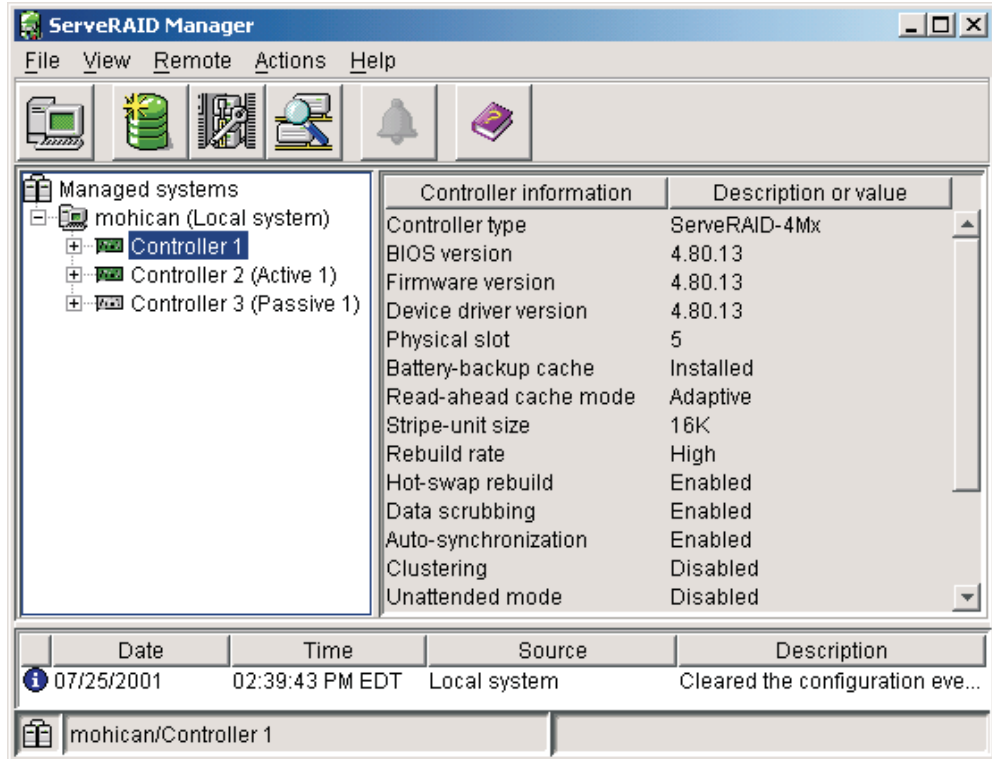 ServeRAID Manager
File View Remote Actions Help
Managed systems
mohican (Local system)
Controller 1
Controller 2 (Active 1)
Controller 3 (Passive 1)
Controller information Description or value
Controller type ServeRAID-4Mx
BIOS version 4.80.13
Firmware version 4.80.13
Device driver version 4.80.13
Physical slot 5
Battery-backup cache Installed
Read-ahead cache mode Adaptive
Stripe-unit size 16K
Rebuild rate High
Hot-swap rebuild Enabled
Data scrubbing Enabled
Auto-synchronization Enabled
Clustering Disabled
Unattended mode Disabled
Date Time Source Description
07/25/2001 02:39:43 PM EDT Local system Cleared the configuration eve...
mohican/Controller 1